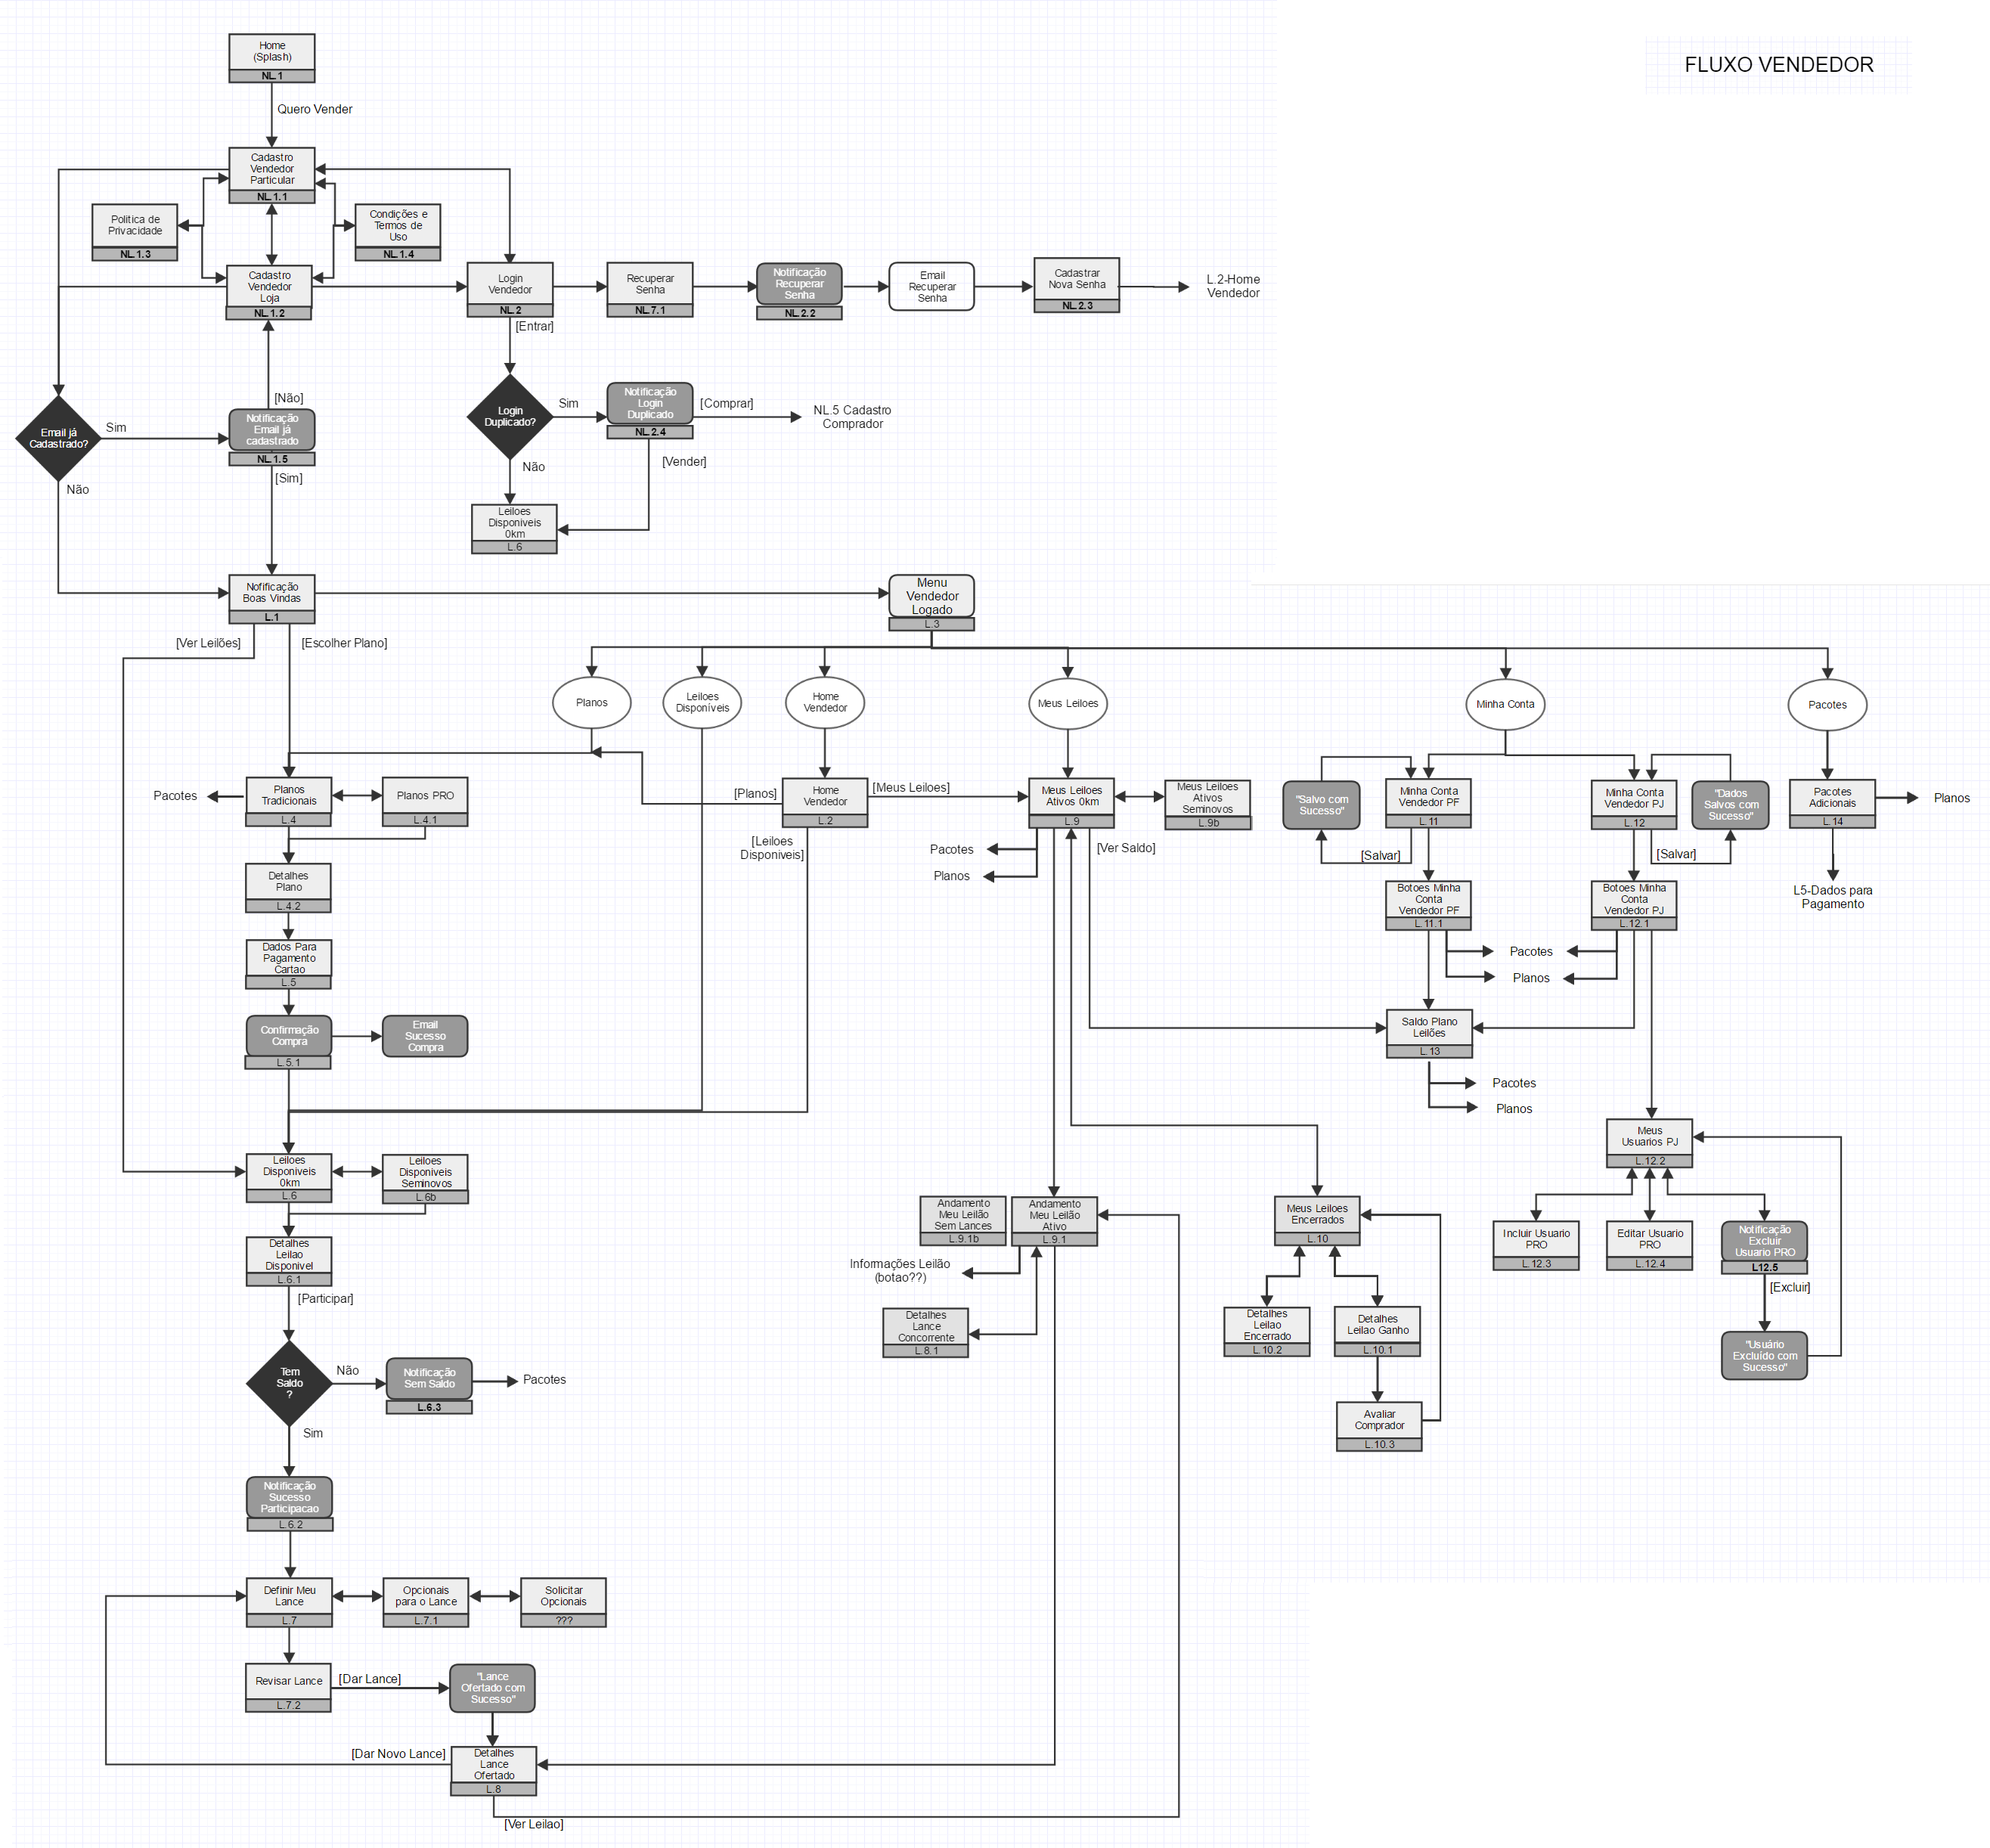 FLUXO VENDEDOR
Home
(Splash)
NL.1
Quero Vender
Cadastro
Vendedor
Particular
NL.1.1
Politica de
Privacidade
NL.1.3
Condições e
Termos de
Uso
NL.1.4
Cadastro
Vendedor
Loja
NL.1.2
Login
Vendedor
NL.2
[Entrar]
Recuperar
Senha
NL.7.1
Notificação
Recuperar
Senha
NL.2.2
Email
Recuperar
Senha
Cadastrar
Nova Senha
NL.2.3
L.2-Home
Vendedor
Email já
Cadastrado?
Sim
Não
[Não]
Notificação
Email já
cadastrado
NL.1.5
[Sim]
Login
Duplicado?
Sim
Não
Notificação
Login
Duplicado
NL.2.4
[Comprar]
NL.5 Cadastro
Comprador
[Vender]
Leiloes
Disponiveis
0km
L.6
Nofificação
Boas Vindas
L.1
[Ver Leilões]
[Escolher Plano]
Menu
Vendedor
Logado
L.3
Planos
Leiloes
Disponíveis
Home
Vendedor
Meus Leiloes
Minha Conta
Pacotes
Pacotes
Planos
Tradicionais
L.4
Planos PRO
L.4.1
[Planos]
Home
Vendedor
L.2
[Meus Leiloes]
[Leiloes
Disponiveis]
Meus Leiloes
Ativos 0km
L.9
Meus Leiloes
Ativos
Seminovos
L.9b
Pacotes
Planos
[Ver Saldo]
"Salvo com
Sucesso"
Minha Conta
Vendedor PF
L.11
[Salvar]
Minha Conta
Vendedor PJ
L.12
[Salvar]
"Dados
Salvos com
Sucesso"
Pacotes
Adicionais
L.14
Planos
L5-Dados para
Pagamento
Detalhes
Plano
L.4.2
Botoes Minha
Conta
Vendedor PF
L.11.1
Botoes Minha
Conta
Vendedor PJ
L.12.1
Pacotes
Planos
Dados Para
Pagamento
Cartao
L.5
Confirmação
Compra
L.5.1
Email
Sucesso
Compra
Saldo Plano
Leilões
L.13
Pacotes
Planos
Meus
Usuarios PJ
L.12.2
Leiloes
Disponiveis
0km
L.6
Leiloes
Disponiveis
Seminovos
L.6b
Andamento
Meu Leilão
Sem Lances
L.9.1b
Andamento
Meu Leilão
Ativo
L.9.1
Informações Leilão
(botao??)
Meus Leiloes
Encerrados
L.10
Incluir Usuario
PRO
L.12.3
Editar Usuario
PRO
L.12.4
Notificação
Excluir
Usuario PRO
L12.5
[Excluir]
Detalhes
Leilao
Disponivel
L.6.1
[Participar]
Detalhes
Lance
Concorrente
L.8.1
Detalhes
Leilao
Encerrado
L.10.2
Detalhes
Leilao Ganho
L.10.1
"Usuário
Excluído com
Sucesso"
Tem
Saldo
?
Não
Sim
Notificação
Sem Saldo
L.6.3
Pacotes
Avaliar
Comprador
L.10.3
Notificação
Sucesso
Participacao
L.6.2
Definir Meu
Lance
L.7
Opcionais
para o Lance
L.7.1
Solicitar
Opcionais
???
Revisar Lance
L.7.2
[Dar Lance]
"Lance
Ofertado com
Sucesso"
[Dar Novo Lance]
Detalhes
Lance
Ofertado
L.8
[Ver Leilao]